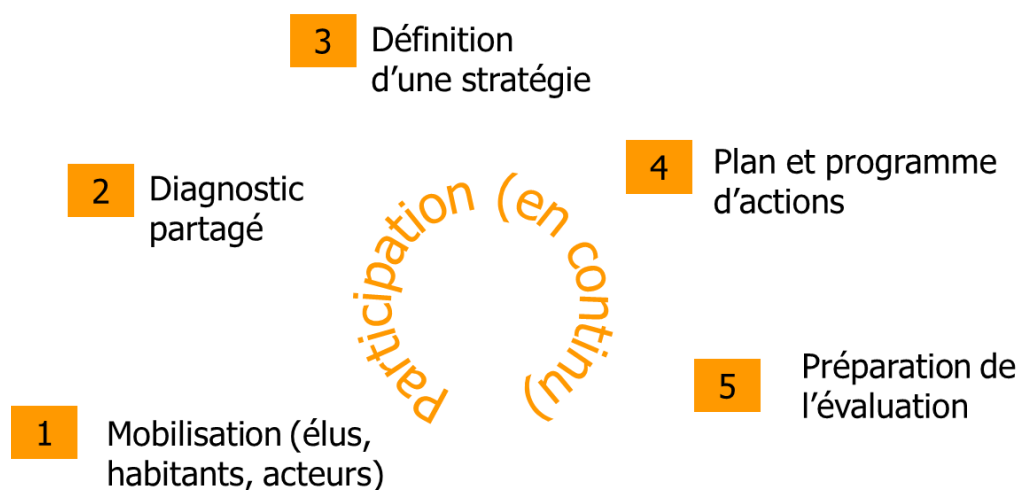 1 Mobilisation (élus,
habitants, acteurs)
2 Diagnostic
partagé
3 Définition
d’une stratégie
4 Plan et programme
d’actions
5 Préparation de
l’évaluation
Participation (en continu)